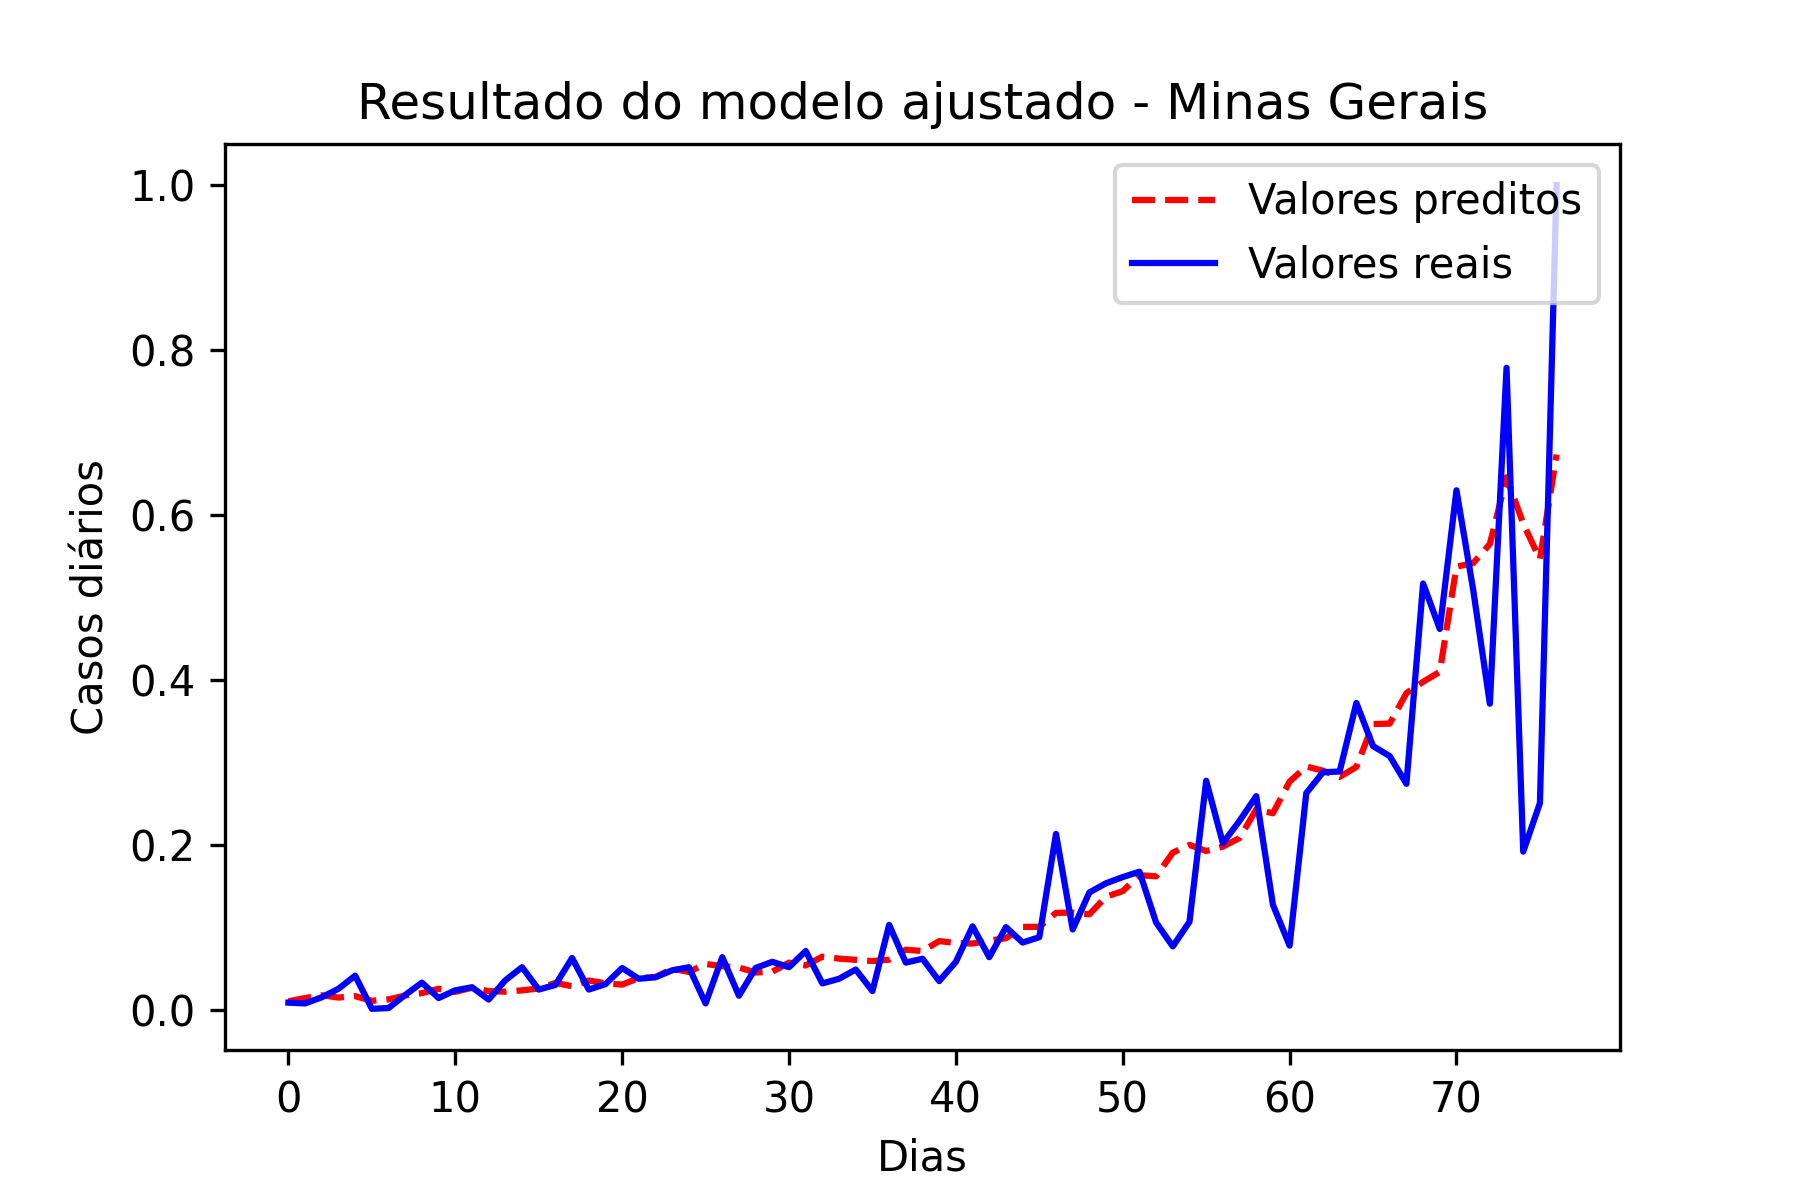 Resultado do modelo ajustado - Minas Gerais
Valores preditos
Valores reais
1.0
0.8
0.6
0.4
0.2
0.0
Casos diários
0 10 20 30 40 50 60 70
Dias